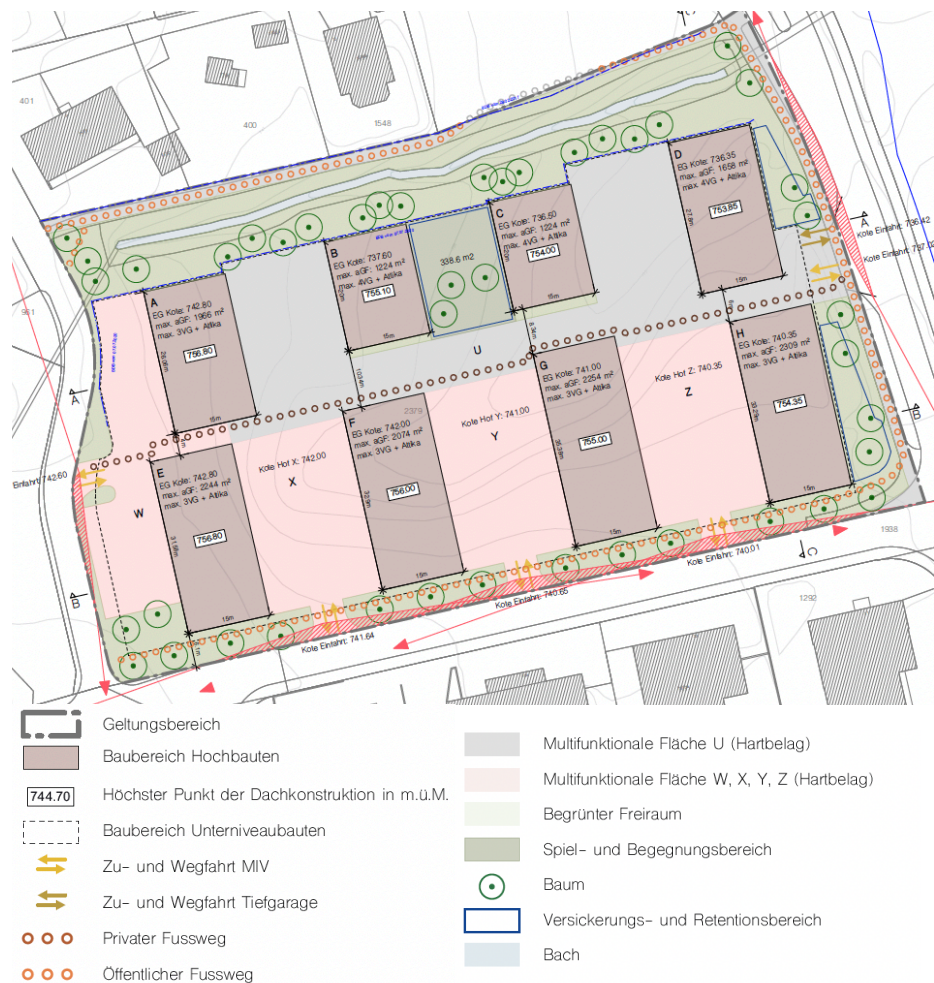 401
400
1548
961
2379
1938
1292
A
EG Kote: 742.80
max. aGF: 1966 m²
max. 3VG + Attika
756.80
15m
B
EG Kote: 737.60
max. aGF: 1224 m²
max. 4VG + Attika
755.10
15m
338.6 m2
C
EG Kote: 736.50
max. aGF: 1224 m²
max. 4VG + Attika
754.00
15m
D
EG Kote: 736.35
max. aGF: 1658 m²
max. 4VG + Attika
753.85
15m
A
Kote Einfahrt: 736.42
U
A
E
EG Kote: 742.80
max. aGF: 2244 m²
max. 3VG + Attika
756.80
15m
F
EG Kote: 742.00
max. aGF: 2074 m²
max. 3VG + Attika
756.00
15m
G
EG Kote: 741.00
max. aGF: 2254 m²
max. 3VG + Attika
755.00
15m
H
EG Kote: 740.35
max. aGF: 2309 m²
max. 3VG + Attika
754.35
15m
Einfahrt: 742.60
W
Kote Hof X: 742.00
X
Kote Hof Y: 741.00
Y
Kote Hof Z: 740.35
Z
B
B
C
Kote Einfahrt: 741.64
Kote Einfahrt: 740.65
Kote Einfahrt: 740.01
Geltungsbereich
Baubereich Hochbauten
744.70
Höchster Punkt der Dachkonstruktion in m.ü.M.
Baubereich Unterniveaubauten
Zu- und Wegfahrt MIV
Zu- und Wegfahrt Tiefgarage
Privater Fussweg
Öffentlicher Fussweg
Multifunktionale Fläche U (Hartbelag)
Multifunktionale Fläche W, X, Y, Z (Hartbelag)
Begrünter Freiraum
Spiel- und Begegnungsbereich
Baum
Versickerungs- und Retentionsbereich
Bach